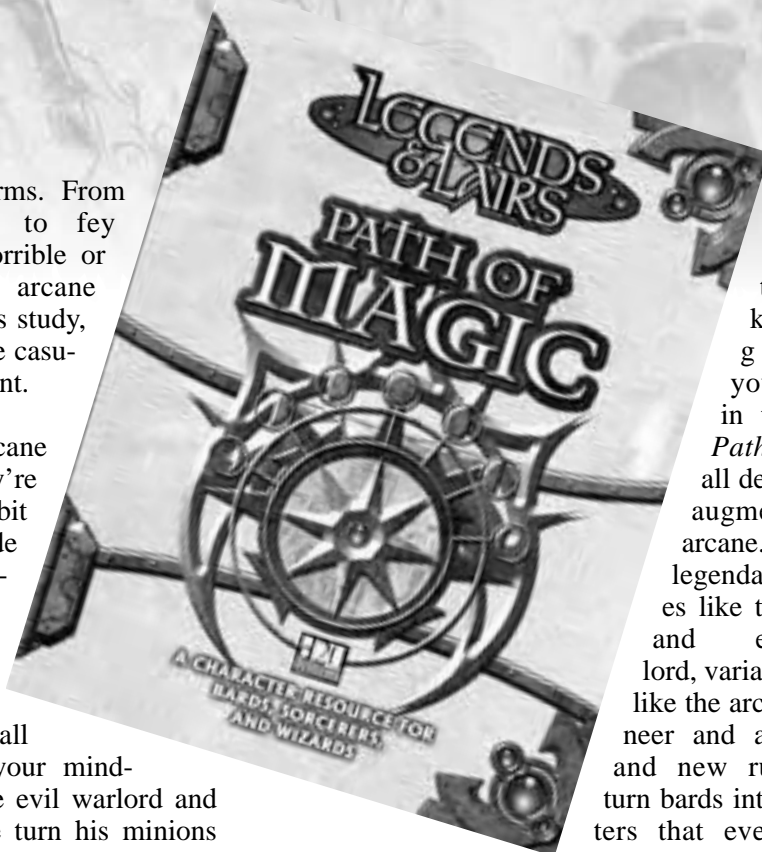 rms. From
to fey
orrible or
arcane
s study,
e casu-
nt.
cane
y're
bit
de
-
all
your mind-
e evil warlord and
e turn his minions
LEGENDS
& LAIRS
PATH OF
MAGIC
A CHARACTER RESOURCE FOR
BARDS, SORCERERS,
AND WIZARDS
t
k
g
you
in t
Path
all de
augme
arcane.
legenda
es like t
and e
lord, varia
like the arc
neer and a
and new ru
turn bards int
ters that eve